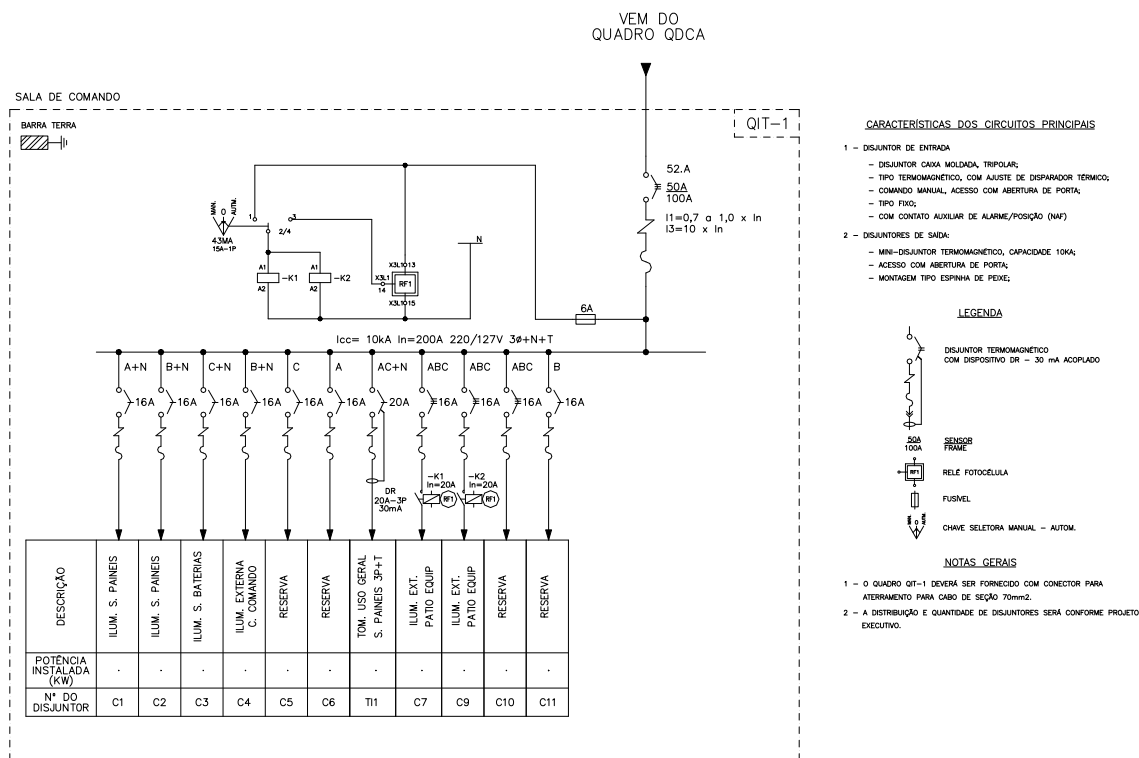 VEM DO
QUADRO QDCA
SALA DE COMANDO
BARRA TERRA
QIT-1
52.A
50A
100A
I1=0,7 a 1,0 x In
I3=10 x In
MAN.
0
AUTM.
43MA
15A-1P
1
3
2/4
A1
A2
-K1
A1
A2
-K2
X3L1
14
X3L1
13
RF1
X3L1
15
N
6A
Icc= 10kA In=200A 220/127V 3ø+N+T
A+N
B+N
C+N
B+N
C
A
AC+N
ABC
ABC
ABC
B
16A
16A
16A
16A
16A
16A
20A
16A
16A
16A
16A
DR
20A-3P
30mA
-K1
In=20A
RF1
-K2
In=20A
RF1
DESCRIÇÃO
ILUM. S. PAINEIS
ILUM. S. PAINEIS
ILUM. S. BATERIAS
ILUM. EXTERNA
C. COMANDO
RESERVA
RESERVA
TOM. USO GERAL
S. PAINEIS 3P+T
ILUM. EXT.
PATIO EQUIP
ILUM. EXT.
PATIO EQUIP
RESERVA
RESERVA
POTÊNCIA
INSTALADA
(KW)
. . . . . . . . . . .
N° DO
DISJUNTOR
C1 C2 C3 C4 C5 C6 TI1 C7 C9 C10 C11
CARACTERÍSTICAS DOS CIRCUITOS PRINCIPAIS
1 - DISJUNTOR DE ENTRADA
- DISJUNTOR CAIXA MOLDADA, TRIPOLAR;
- TIPO TERMOMAGNÉTICO, COM AJUSTE DE DISPARADOR TÉRMICO;
- COMANDO MANUAL, ACESSO COM ABERTURA DE PORTA;
- TIPO FIXO;
- COM CONTATO AUXILIAR DE ALARME/POSIÇÃO (NAF)
2 - DISJUNTORES DE SAÍDA:
- MINI-DISJUNTOR TERMOMAGNÉTICO, CAPACIDADE 10KA;
- ACESSO COM ABERTURA DE PORTA;
- MONTAGEM TIPO ESPINHA DE PEIXE;
LEGENDA
DISJUNTOR TERMOMAGNÉTICO
COM DISPOSITIVO DR - 30 mA ACOPLADO
50A SENSOR
100A FRAME
RF1
RELÉ FOTOCÉLULA
FUSÍVEL
MAN.
0
AUTM.
CHAVE SELETORA MANUAL - AUTOM.
NOTAS GERAIS
1 - O QUADRO QIT-1 DEVERÁ SER FORNECIDO COM CONECTOR PARA
ATERRAMENTO PARA CABO DE SEÇÃO 70mm2.
2 - A DISTRIBUIÇÃO E QUANTIDADE DE DISJUNTORES SERÁ CONFORME PROJETO
EXECUTIVO.